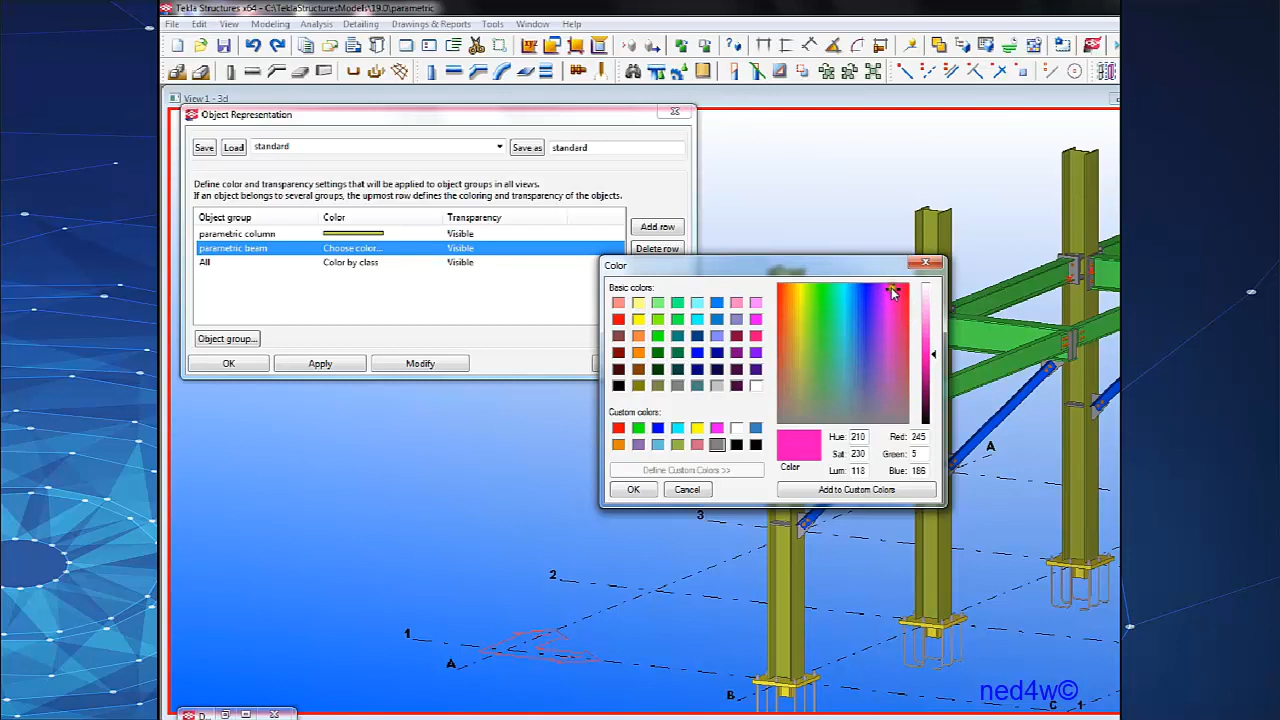 Tekla Structures x64 - C:\TeklaStructuresModels\19.0\parametric
File Edit View Modeling Analysis Detailing Drawings & Reports Tools Window Help
View 1 - 3d
Object Representation
Save Load standard Save as standard
Define color and transparency settings that will be applied to object groups in all views.
If an object belongs to several groups, the upmost row defines the coloring and transparency of the objects.
Object group Color Transparency
Add row
parametric column Visible
parametric beam Choose color... Visible
Delete row
All Color by class Visible
Object group...
OK Apply Modify
Color
Basic colors:
Custom colors:
Define Custom Colors >>
OK Cancel
Color
Hue: 210 Red: 245
Sat: 230 Green: 5
Lum: 118 Blue: 186
Add to Custom Colors
A
3
2
1
A
B
C 1
ned4w©
D...